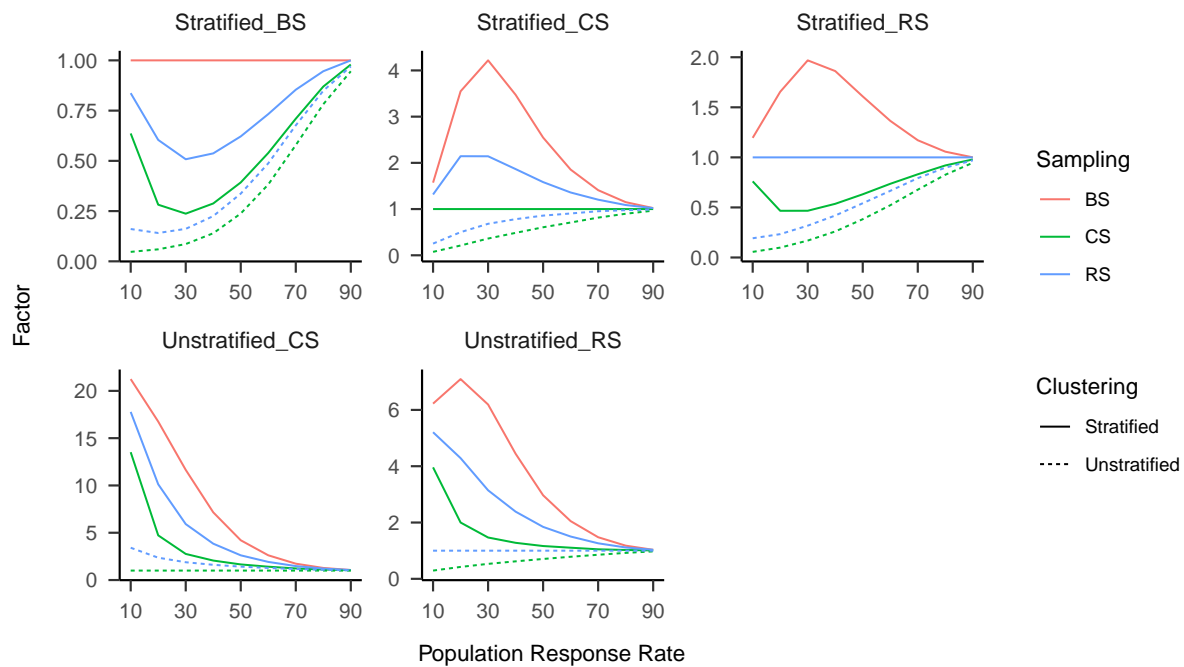 Stratified_BS
Stratified_CS
Stratified_RS
1.00
0.75
0.50
0.25
0.00
10 30 50 70 90
4
3
2
1
0
10 30 50 70 90
2.0
1.5
1.0
0.5
0.0
10 30 50 70 90
Unstratified_CS
Unstratified_RS
20
15
10
5
0
10 30 50 70 90
6
4
2
0
10 30 50 70 90
Factor
Population Response Rate
Sampling
BS
CS
RS
Clustering
Stratified
Unstratified